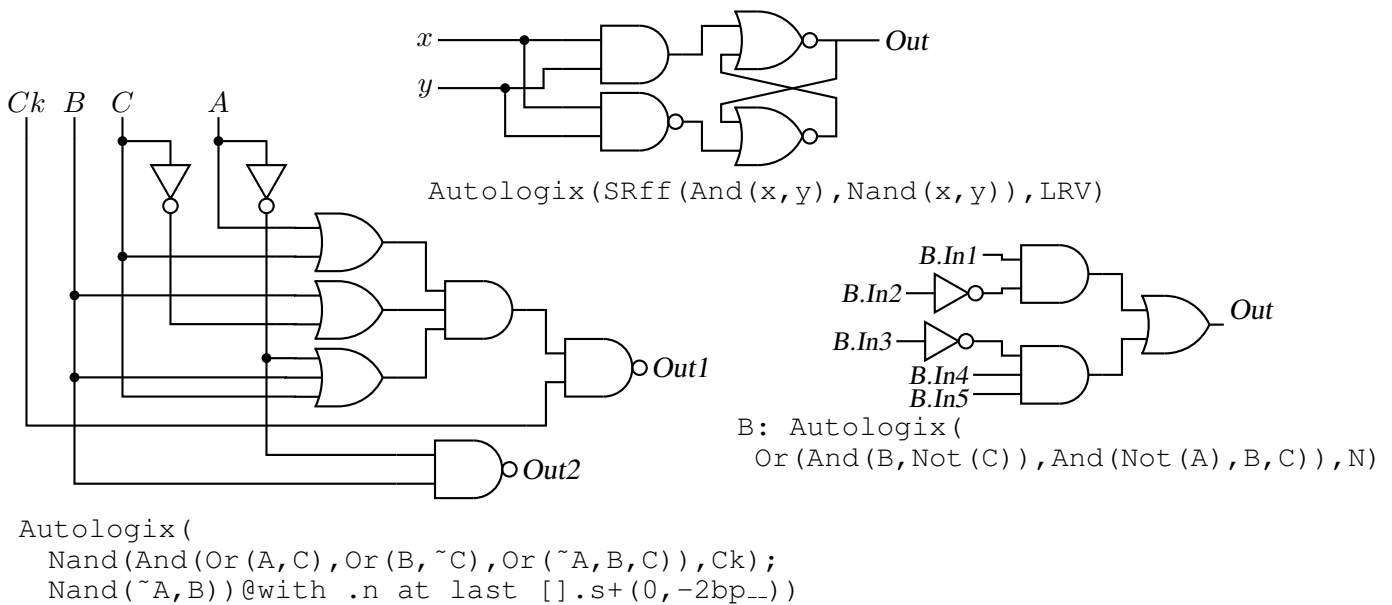 x
Out
y
Ck B C A
Autologix(SRff(And(x,y),Nand(x,y)),LRV)
B.In1
B.In2
Out
B.In3
B.In4
B.In5
Out1
B: Autologix(
Or(And(B,Not(C)),And(Not(A),B,C)),N)
Out2
Autologix(
Nand(And(Or(A,C),Or(B,˜C),Or(˜A,B,C)),Ck);
Nand(˜A,B))@with .n at last [].s+(0,-2bp__))